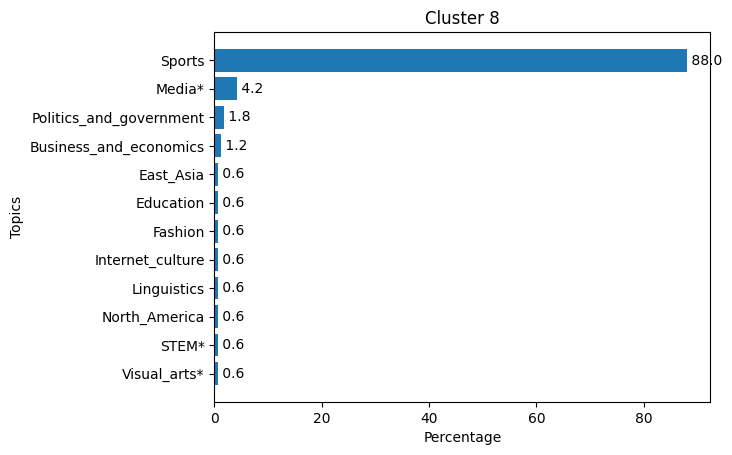 Cluster 8
Topics
Sports 88.0
Media* 4.2
Politics_and_government 1.8
Business_and_economics 1.2
East_Asia 0.6
Education 0.6
Fashion 0.6
Internet_culture 0.6
Linguistics 0.6
North_America 0.6
STEM* 0.6
Visual_arts* 0.6
0 20 40 60 80
Percentage